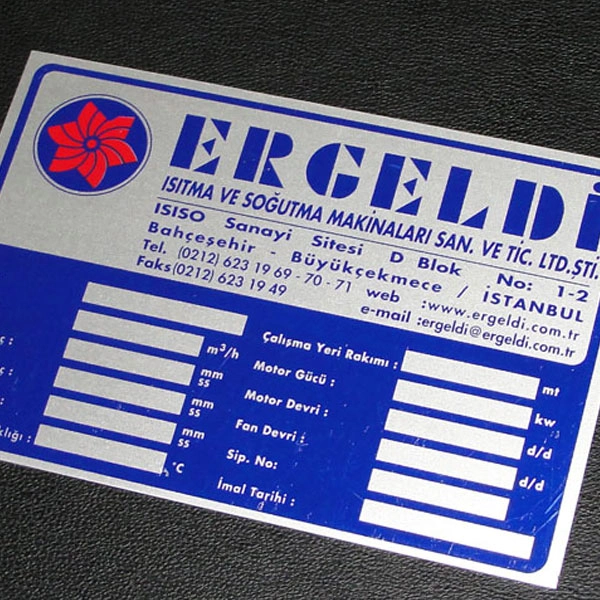 ERGELDİ
ISITMA VE SOĞUTMA MAKİNALARI SAN. VE TİC. LTD.ŞTİ.
ISISO Sanayi Sitesi D Blok No: 1-2
Bahçeşehir - Büyükçekmece / İSTANBUL
Tel. (0212) 623 19 69 - 70 - 71 web :www.ergeldi.com.tr
Faks(0212) 623 19 49 e-mail :ergeldi@ergeldi.com.tr
Çalışma Yeri Rakımı : mt
m³/h Motor Gücü : kw
mm SS Motor Devri : d/d
mm SS Fan Devri : d/d
mm SS Sip. No:
°C İmal Tarihi :